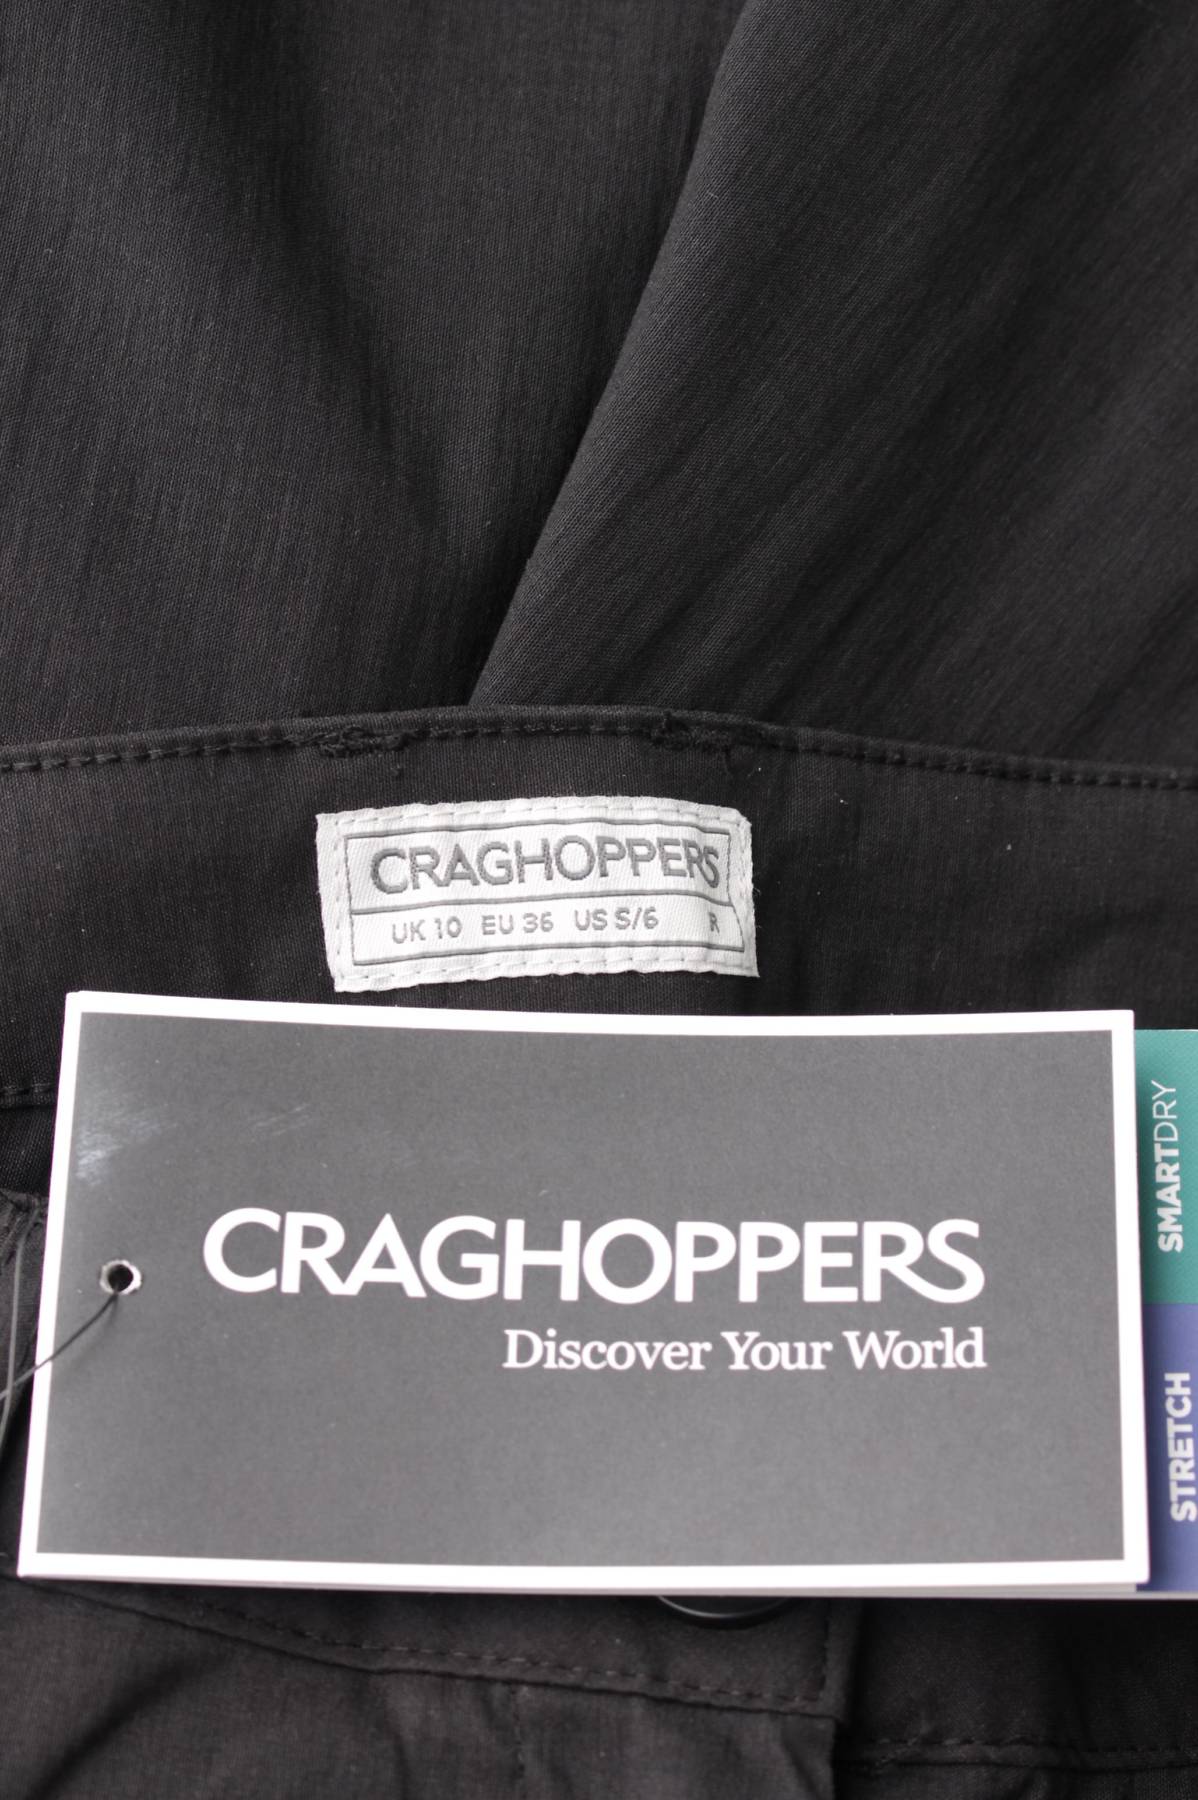 CRAGHOPPERS
UK 10 EU 36 US S/6 R
CRAGHOPPERS
Discover Your World
SMARTDRY
STRETCH